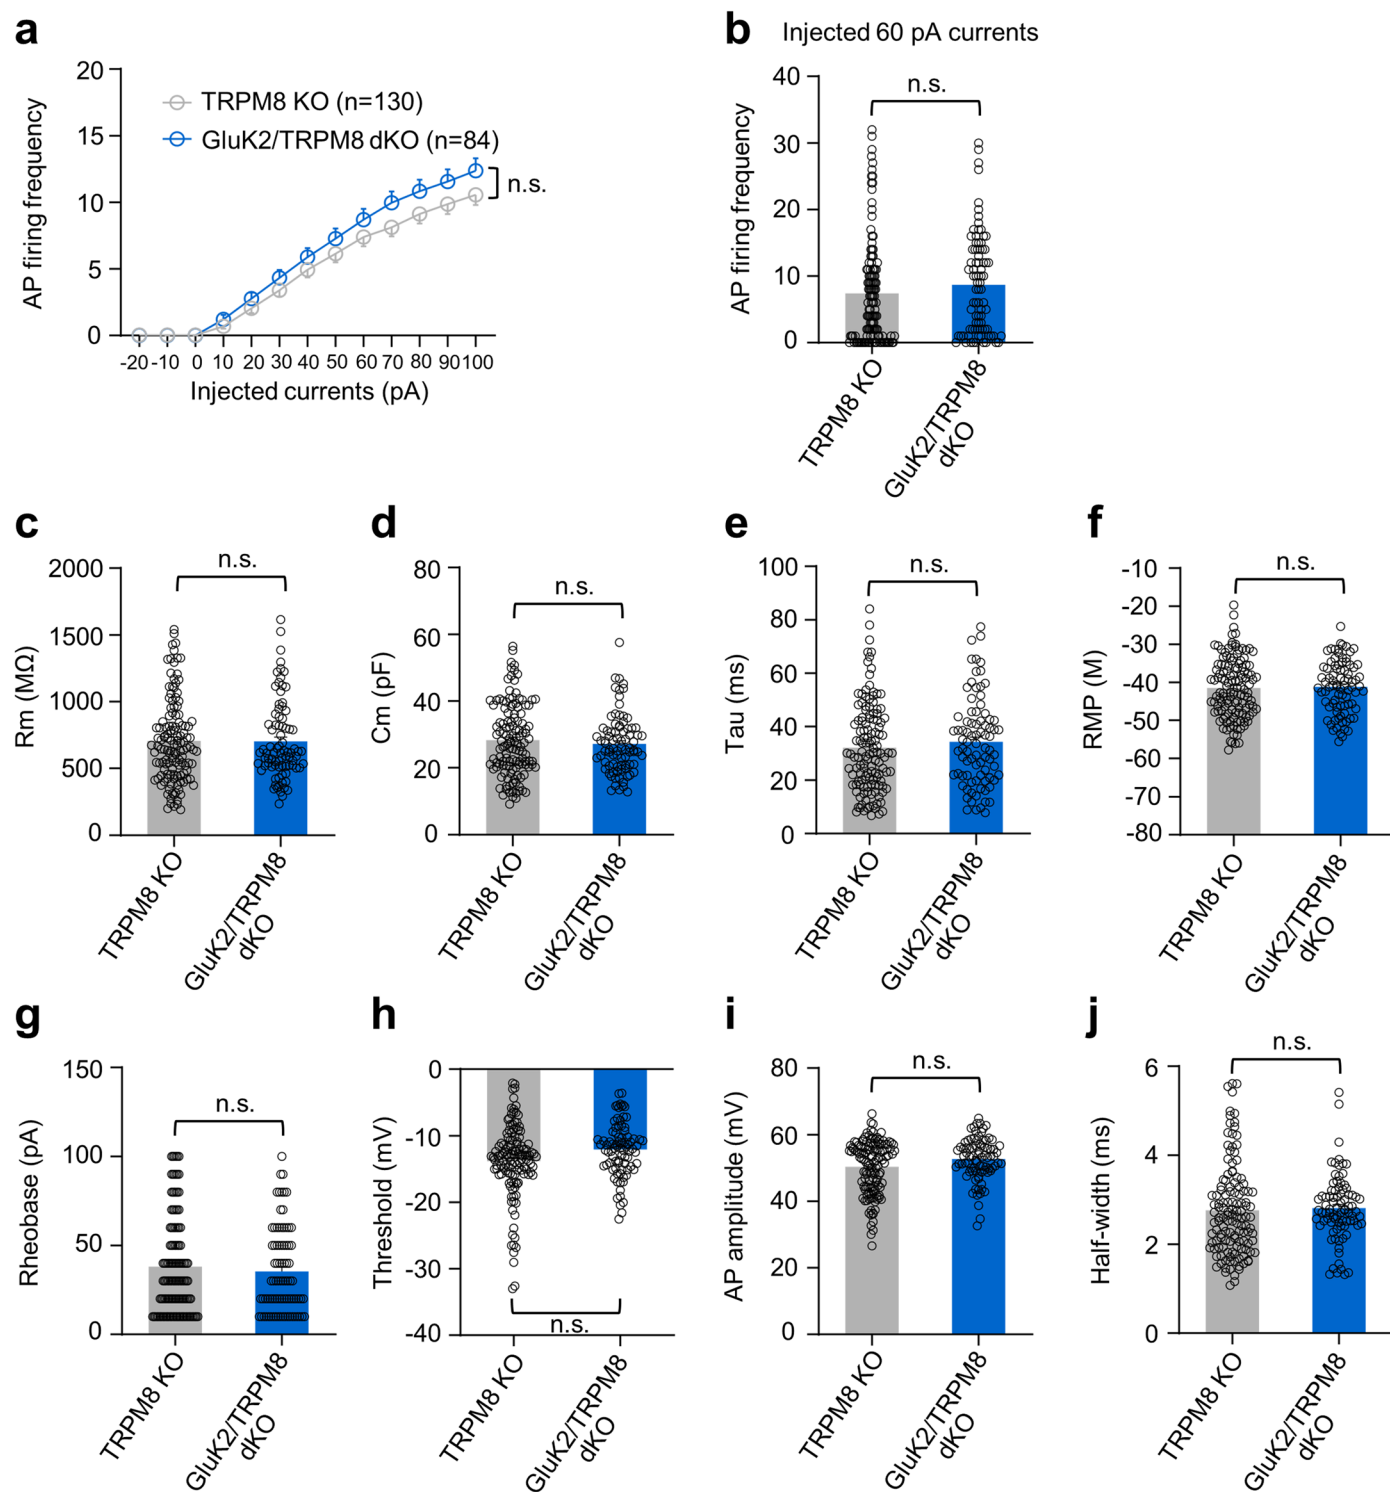 a
20
15
10
5
0
AP firing frequency
TRPM8 KO (n=130)
GluK2/TRPM8 dKO (n=84)
n.s.
-20 -10 0 10 20 30 40 50 60 70 80 90 100
Injected currents (pA)
b
Injected 60 pA currents
n.s.
40
30
20
10
0
AP firing frequency
TRPM8 KO
GluK2/TRPM8
dKO
c
n.s.
2000
1500
1000
500
0
Rm (MΩ)
TRPM8 KO
GluK2/TRPM8
dKO
d
n.s.
80
60
40
20
0
Cm (pF)
TRPM8 KO
GluK2/TRPM8
dKO
e
n.s.
100
80
60
40
20
0
Tau (ms)
TRPM8 KO
GluK2/TRPM8
dKO
f
n.s.
-10
-20
-30
-40
-50
-60
-70
-80
RMP (M)
TRPM8 KO
GluK2/TRPM8
dKO
g
n.s.
150
100
50
0
Rheobase (pA)
TRPM8 KO
GluK2/TRPM8
dKO
h
0
-10
-20
-30
-40
Threshold (mV)
n.s.
TRPM8 KO
GluK2/TRPM8
dKO
i
n.s.
80
60
40
20
0
AP amplitude (mV)
TRPM8 KO
GluK2/TRPM8
dKO
j
n.s.
6
4
2
0
Half-width (ms)
TRPM8 KO
GluK2/TRPM8
dKO